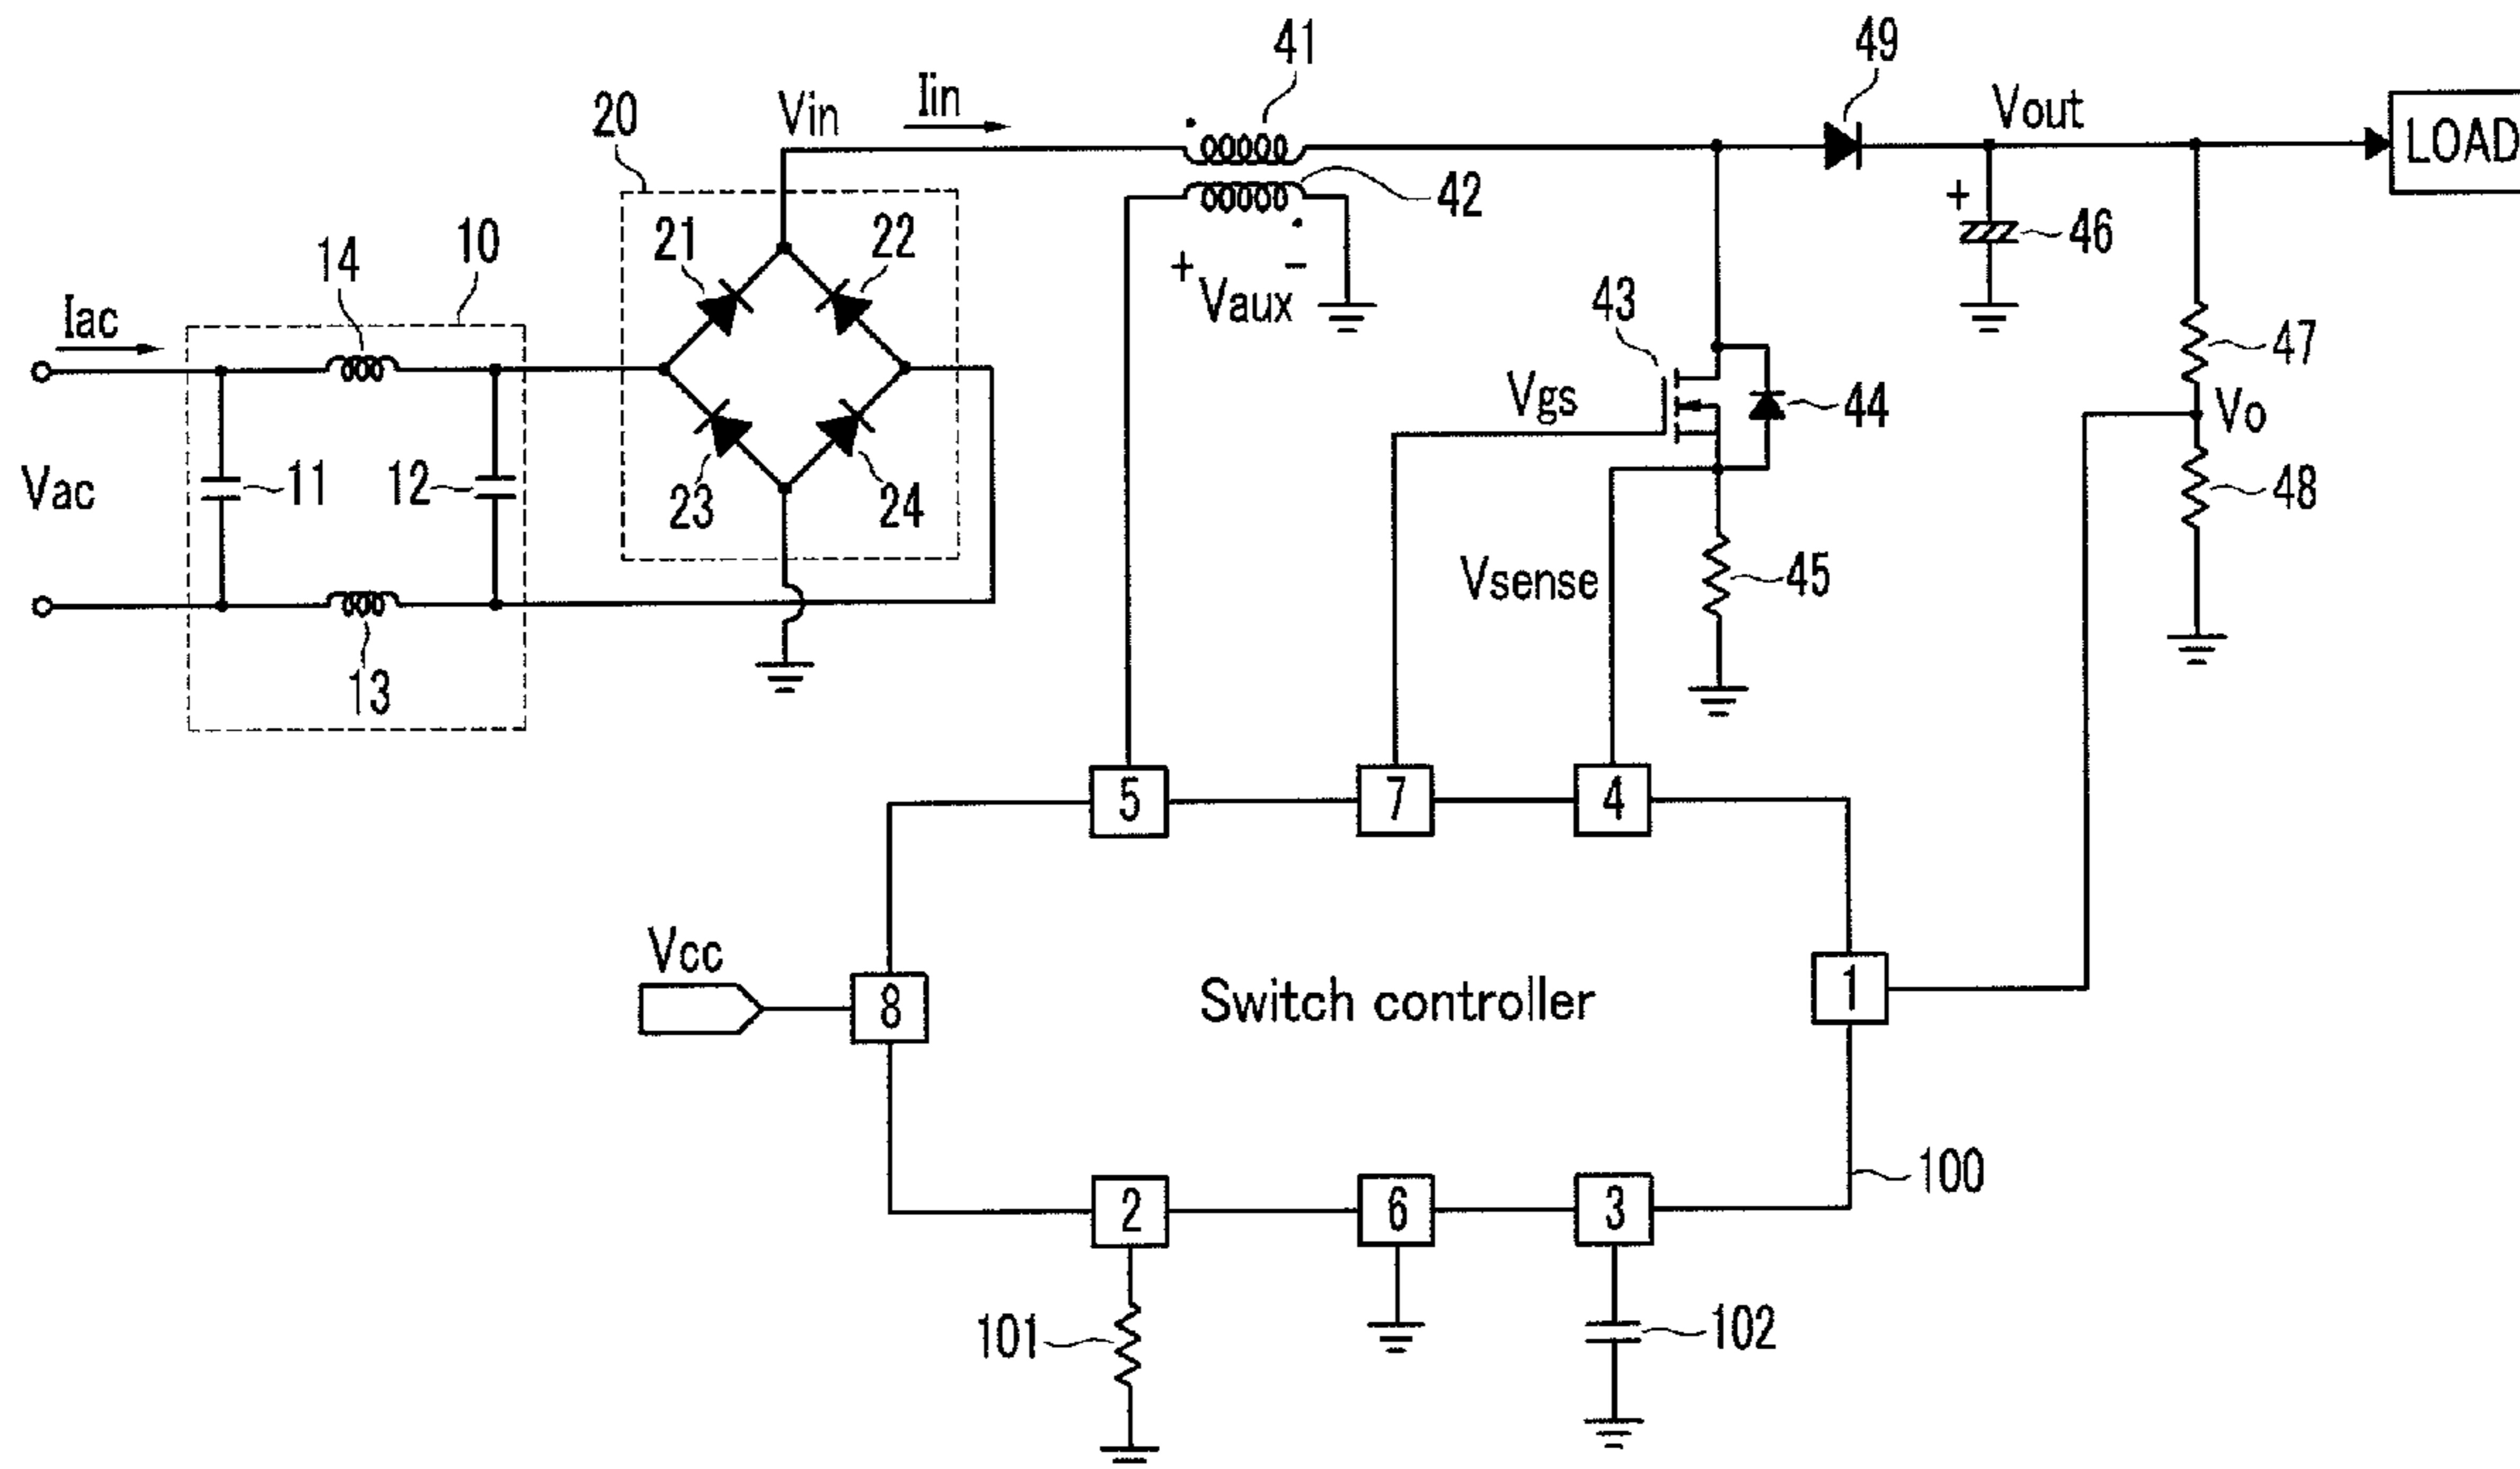 41
49
Iin
Vin
Vout
20
LOAD
42
21
22
10
14
+
46
+
−
43
Vaux
Iac
47
Vgs
44
Vo
Vac
11
12
23
24
48
Vsense
45
13
5
7
4
Vcc
8
Switch controller
1
100
2
6
3
101
102